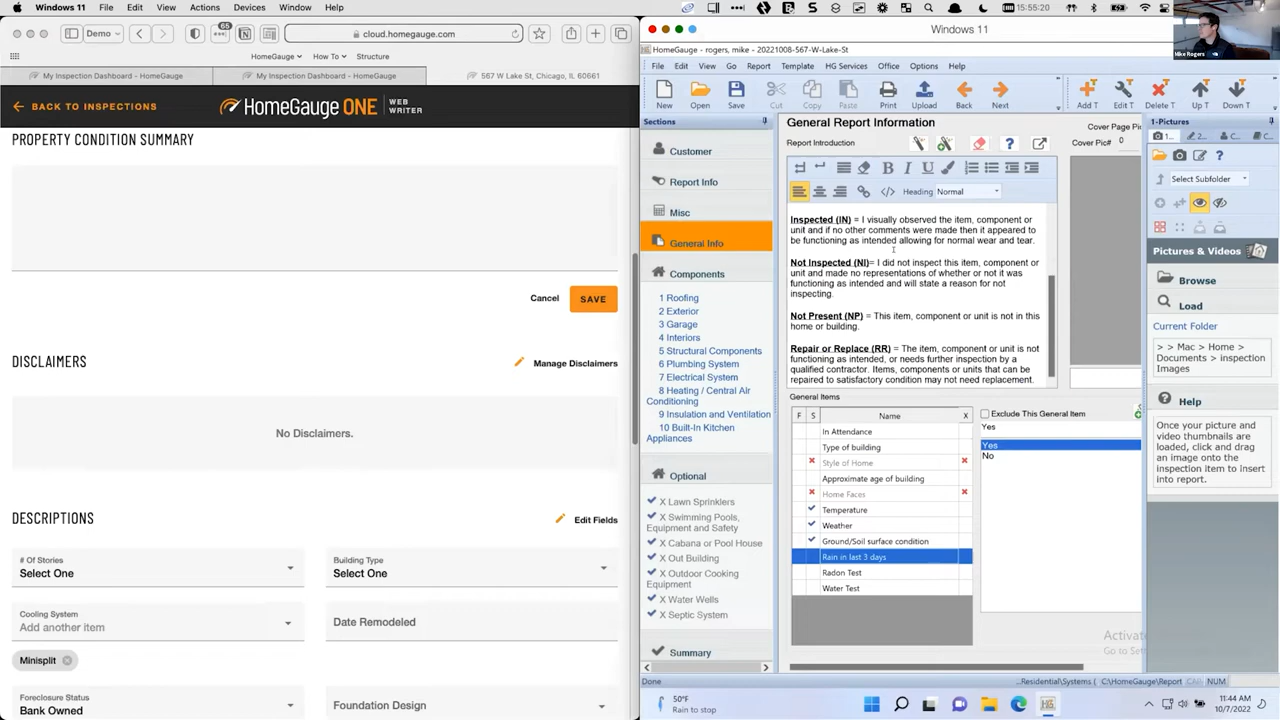 Windows 11 File Edit View Actions Devices Window Help
65
15:55:20
Mike Rogers
Demo
cloud.homegauge.com
HomeGauge How To Structure
My Inspection Dashboard - HomeGauge
My Inspection Dashboard - HomeGauge
567 W Lake St, Chicago, IL 60661
BACK TO INSPECTIONS
HomeGauge ONE WEB WRITER
PROPERTY CONDITION SUMMARY
Cancel
SAVE
DISCLAIMERS
Manage Disclaimers
No Disclaimers.
DESCRIPTIONS
Edit Fields
# Of Stories
Select One
Building Type
Select One
Cooling System
Add another item
Date Remodeled
Minisplit
Foreclosure Status
Bank Owned
Foundation Design
Windows 11
HomeGauge - rogers, mike - 20221008-567-W-Lake-St
File Edit View Go Report Template HG Services Office Options Help
New Open Save Cut Copy Paste Print Upload Back Next Add T Edit T Delete T Up T Down T
Sections
Customer
Report Info
Misc
General Info
Components
1 Roofing
2 Exterior
3 Garage
4 Interiors
5 Structural Components
6 Plumbing System
7 Electrical System
8 Heating / Central Air
Conditioning
9 Insulation and Ventilation
10 Built-In Kitchen
Appliances
Optional
X Lawn Sprinklers
X Swimming Pools,
Equipment and Safety
X Cabana or Pool House
X Out Building
X Outdoor Cooking
Equipment
X Water Wells
X Septic System
Summary
General Report Information
Cover Page Pi
Report Introduction
Cover Pic# 0
B I U
Heading Normal
Inspected (IN) = I visually observed the item, component or
unit and if no other comments were made then it appeared to
be functioning as intended allowing for normal wear and tear.
Not Inspected (NI)= I did not inspect this item, component or
unit and made no representations of whether or not it was
functioning as intended and will state a reason for not
inspecting.
Not Present (NP) = This item, component or unit is not in this
home or building.
Repair or Replace (RR) = The item, component or unit is not
functioning as intended, or needs further inspection by a
qualified contractor. Items, components or units that can be
repaired to satisfactory condition may not need replacement.
General Items
F S Name X
In Attendance
Type of building
Style of Home
Approximate age of building
Home Faces
Temperature
Weather
Ground/Soil surface condition
Rain in last 3 days
Radon Test
Water Test
Exclude This General Item
Yes
Yes
No
1-Pictures
1... 2... C... C...
Select Subfolder
Pictures & Videos
Browse
Load
Current Folder
> > Mac > Home >
Documents > inspection
Images
Help
Once your picture and
video thumbnails are
loaded, click and drag
an image onto the
inspection item to insert
into report.
Activate
Go to Sett
Done
...Residential\Systems (
C:\HomeGauge\Report
CAP
NUM
50°F
Rain to stop
11:44 AM
10/7/2022